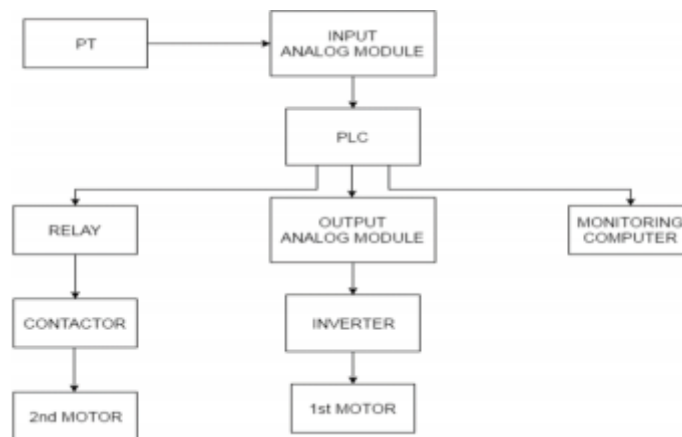 PT
INPUT
ANALOG MODULE
PLC
RELAY
OUTPUT
ANALOG MODULE
MONITORING
COMPUTER
CONTACTOR
INVERTER
2nd MOTOR
1st MOTOR